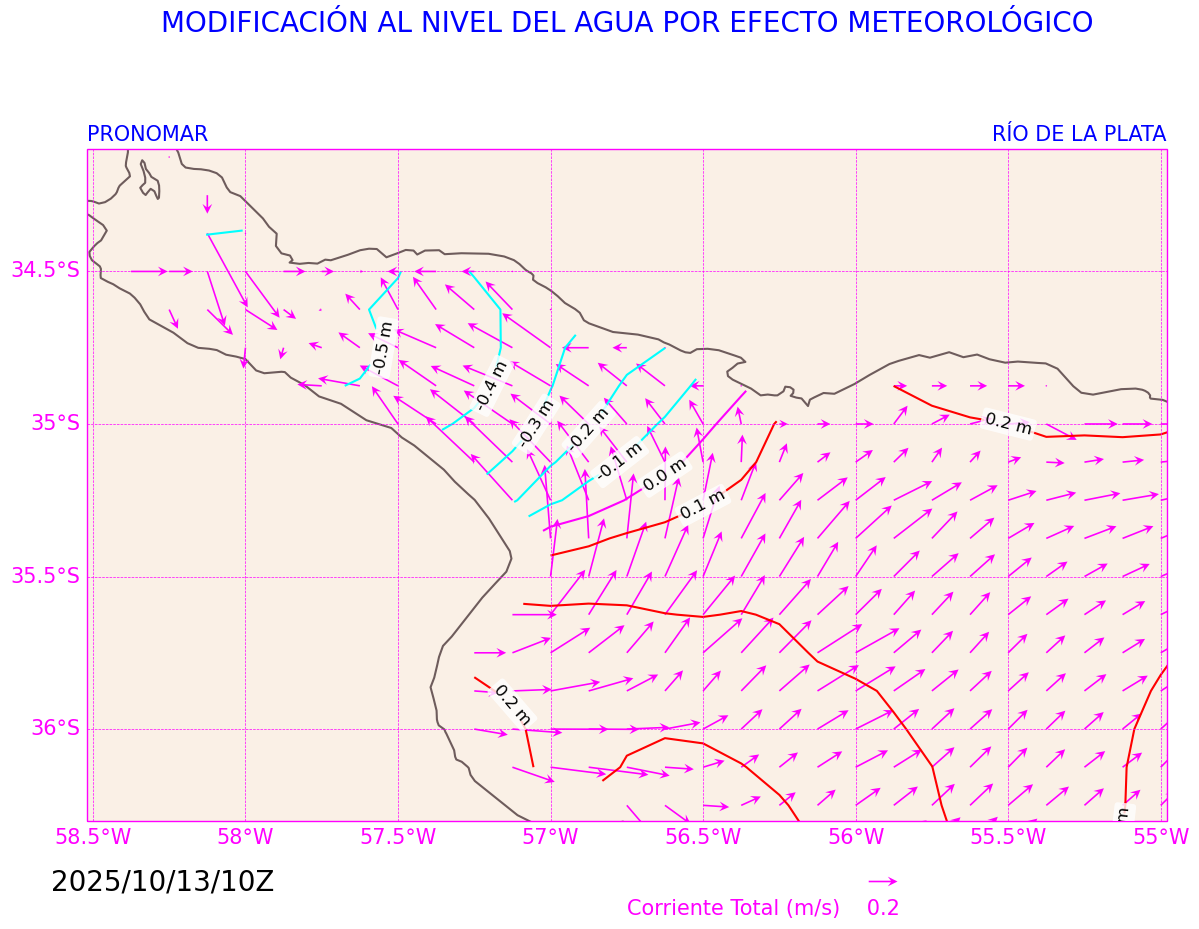 MODIFICACIÓN AL NIVEL DEL AGUA POR EFECTO METEOROLÓGICO
PRONOMAR
RÍO DE LA PLATA
34.5°S
35°S
35.5°S
36°S
-0.5 m
-0.4 m
-0.3 m
-0.2 m
-0.1 m
0.0 m
0.1 m
0.2 m
0.2 m
m
58.5°W
58°W
57.5°W
57°W
56.5°W
56°W
55.5°W
55°W
2025/10/13/10Z
Corriente Total (m/s)
0.2